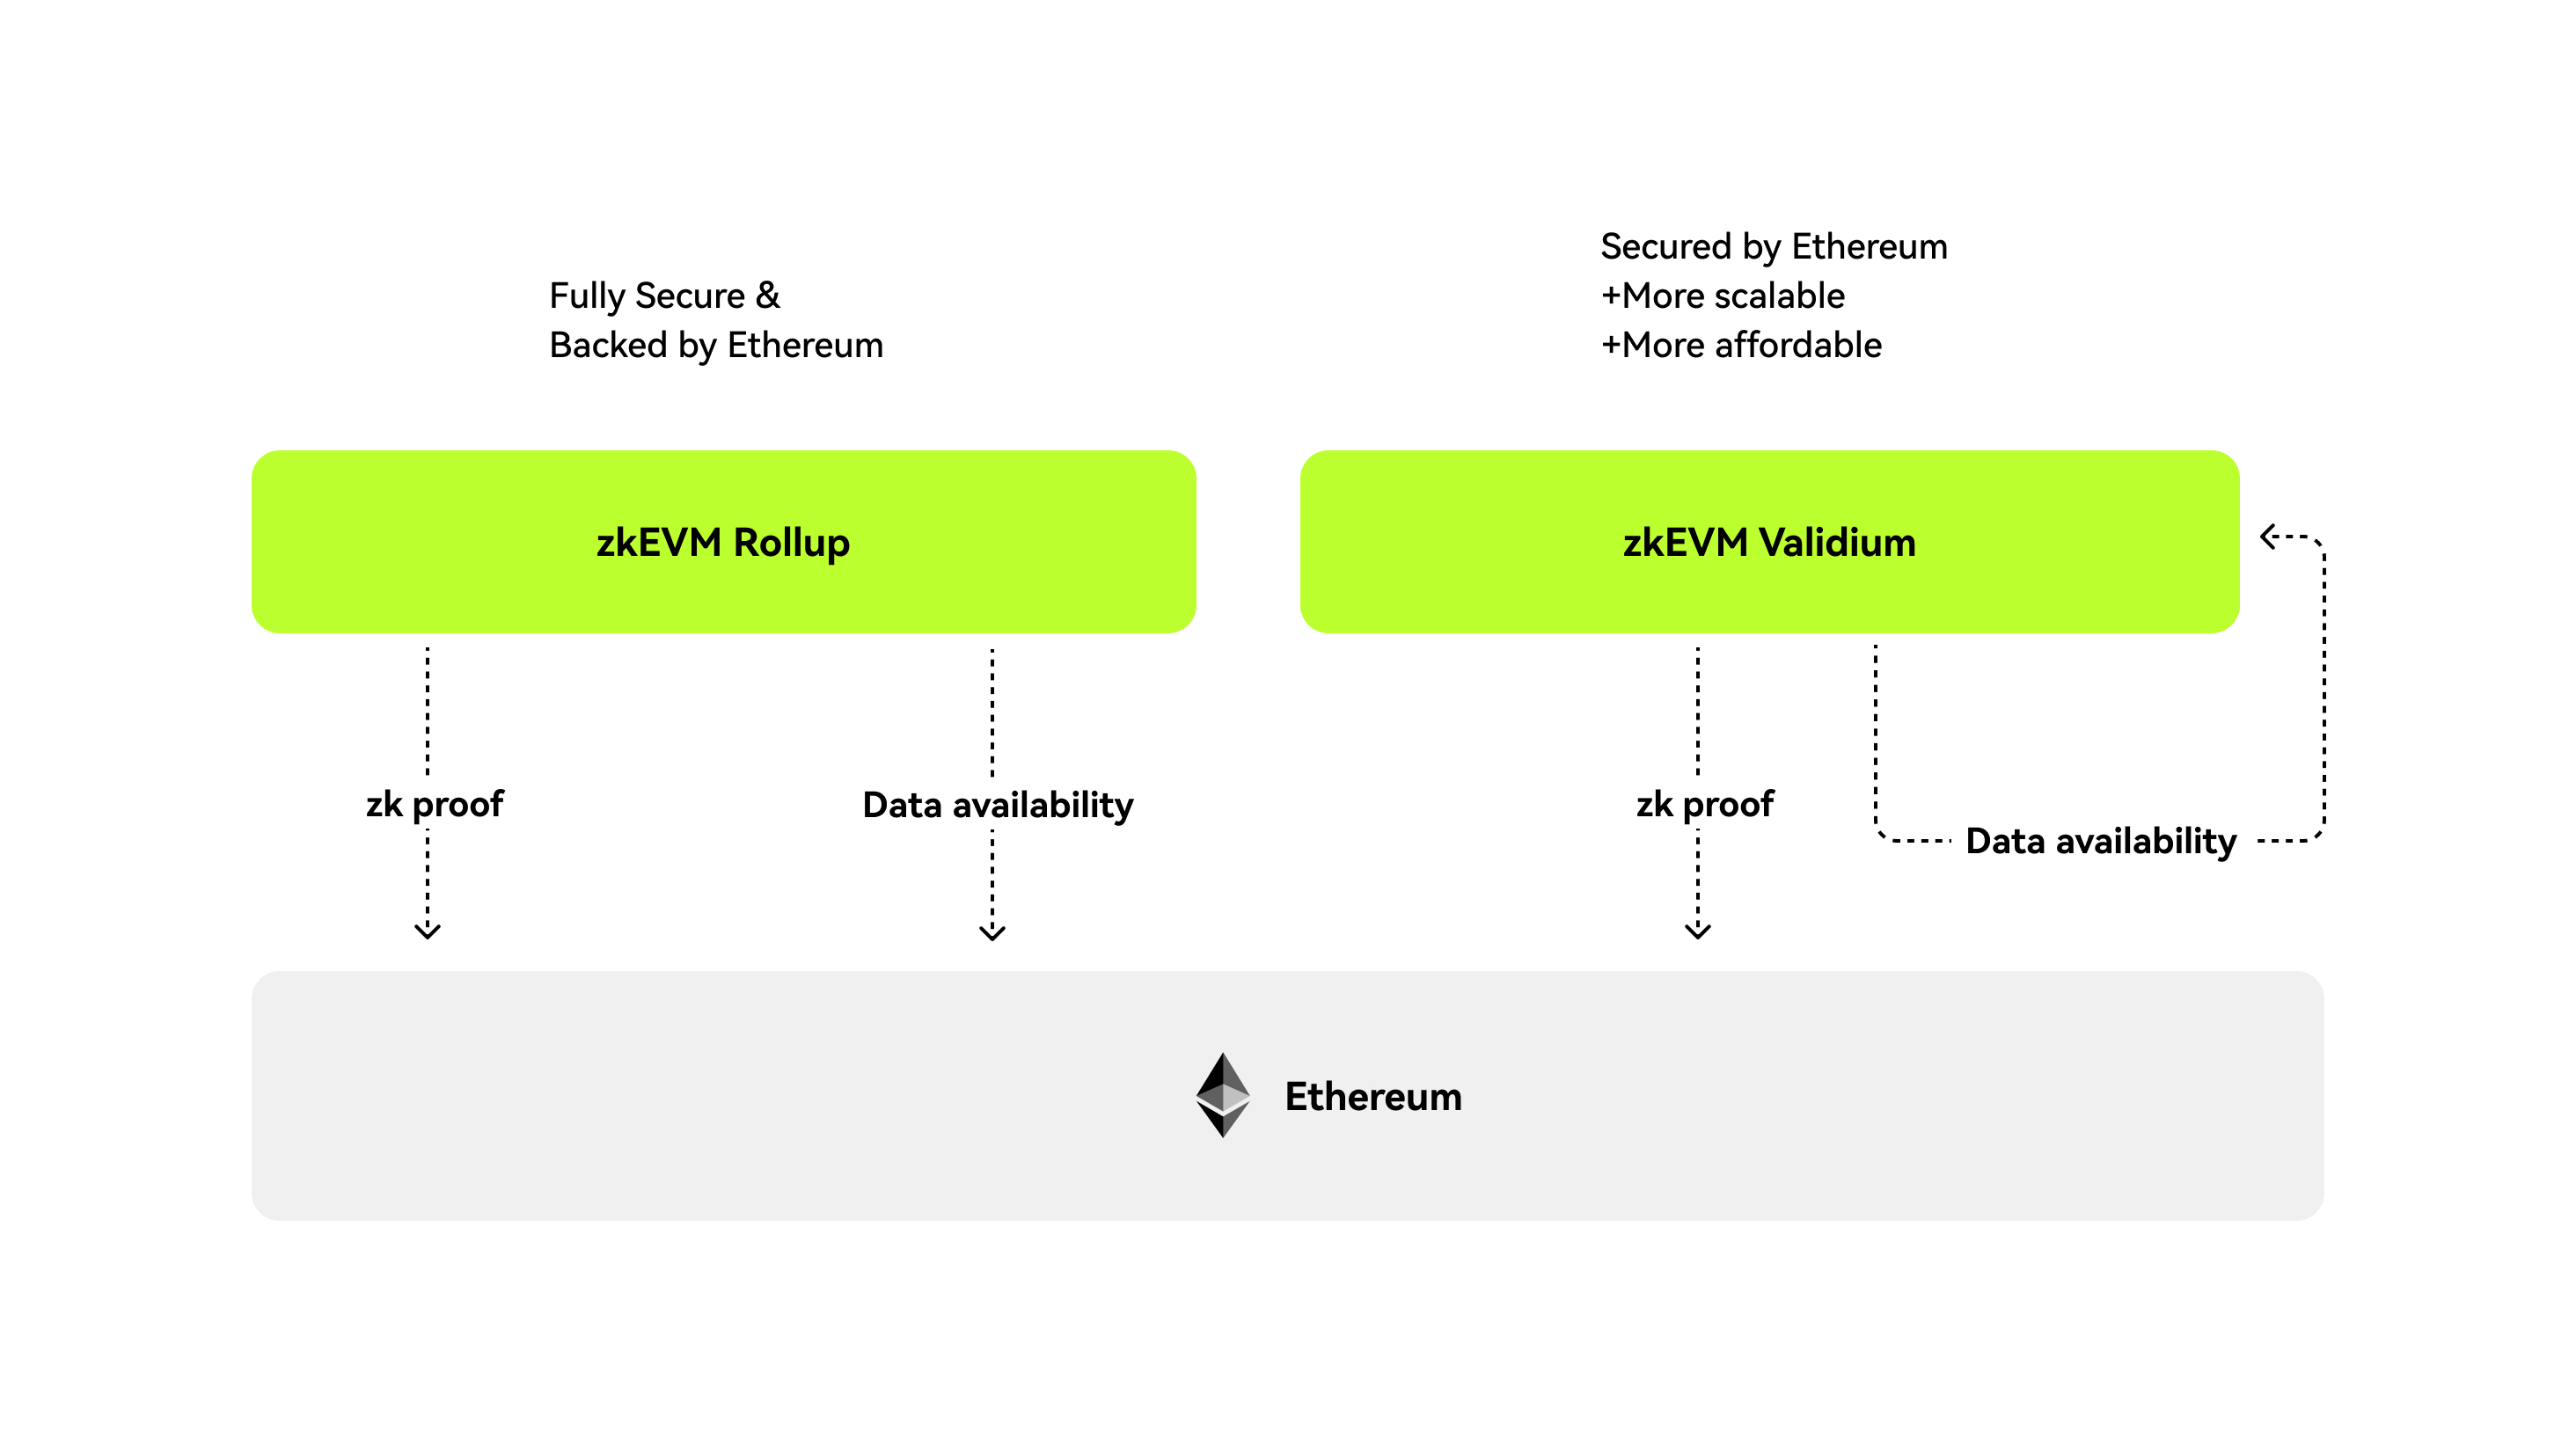 Fully Secure &
Backed by Ethereum
Secured by Ethereum
+More scalable
+More affordable
zkEVM Rollup
zkEVM Validium
zk proof
Data availability
zk proof
Data availability
Ethereum